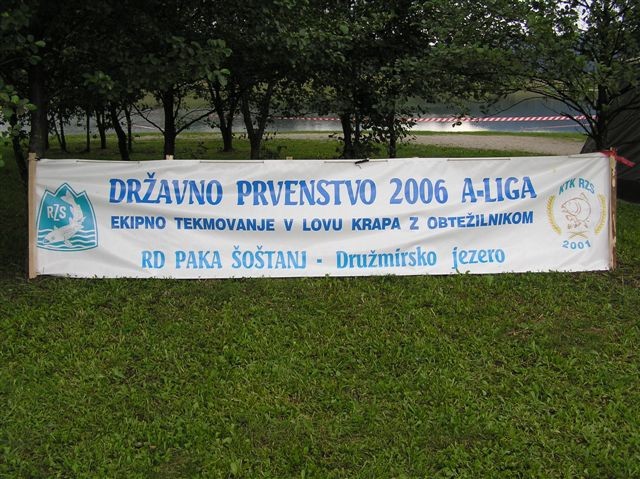 DRŽAVNO PRVENSTVO 2006 A-LIGA
EKIPNO TEKMOVANJE V LOVU KRAPA Z OBTEŽILNIKOM
RD PAKA ŠOŠTANJ - Družmirsko jezero
RZS
KTK RZS
2001